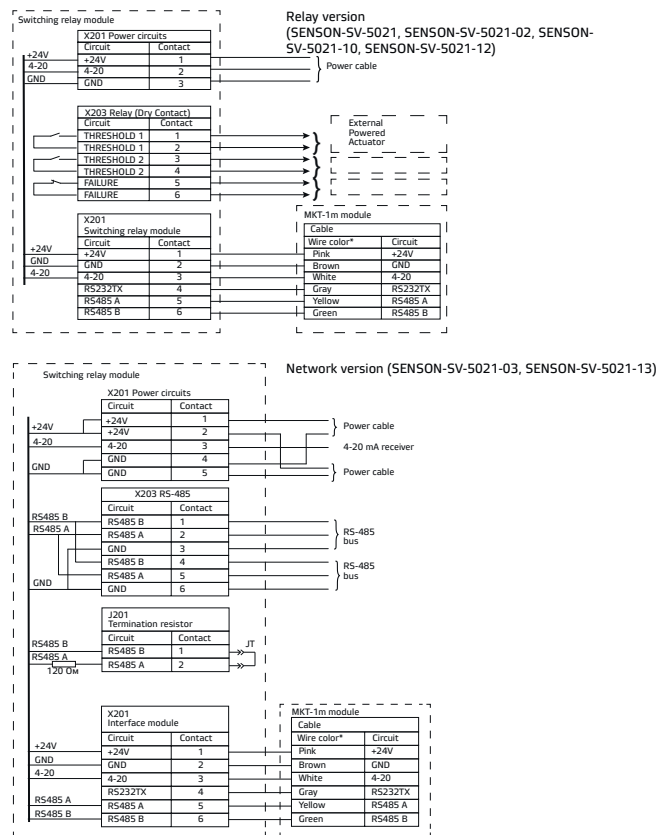 Relay version
(SENSON-SV-5021, SENSON-SV-5021-02, SENSON-
SV-5021-10, SENSON-SV-5021-12)
Switching relay module
X201 Power circuits
Circuit Contact
+24V +24V 1
4-20 4-20 2
GND GND 3
Power cable
X203 Relay (Dry Contact)
Circuit Contact
THRESHOLD 1 1
THRESHOLD 1 2
THRESHOLD 2 3
THRESHOLD 2 4
FAILURE 5
FAILURE 6
External
Powered
Actuator
X201
Switching relay module
Circuit Contact
+24V +24V 1
GND GND 2
4-20 4-20 3
RS232TX 4
RS485 A 5
RS485 B 6
MKT-1m module
Cable
Wire color* Circuit
Pink +24V
Brown GND
White 4-20
Gray RS232TX
Yellow RS485 A
Green RS485 B
Network version (SENSON-SV-5021-03, SENSON-SV-5021-13)
Switching relay module
X201 Power circuits
Circuit Contact
+24V 1
+24V +24V 2
4-20 4-20 3
GND 4
GND GND 5
Power cable
4-20 mA receiver
Power cable
X203 RS-485
Circuit Contact
RS485 B RS485 B 1
RS485 A RS485 A 2
GND 3
RS485 B 4
RS485 A 5
GND GND 6
RS-485
bus
RS-485
bus
J201
Termination resistor
Circuit Contact
RS485 B RS485 B 1
RS485 A RS485 A 2
120 Ом
JT
X201
Interface module
Circuit Contact
+24V +24V 1
GND GND 2
4-20 4-20 3
RS232TX 4
RS485 A RS485 A 5
RS485 B RS485 B 6
MKT-1m module
Cable
Wire color* Circuit
Pink +24V
Brown GND
White 4-20
Gray RS232TX
Yellow RS485 A
Green RS485 B